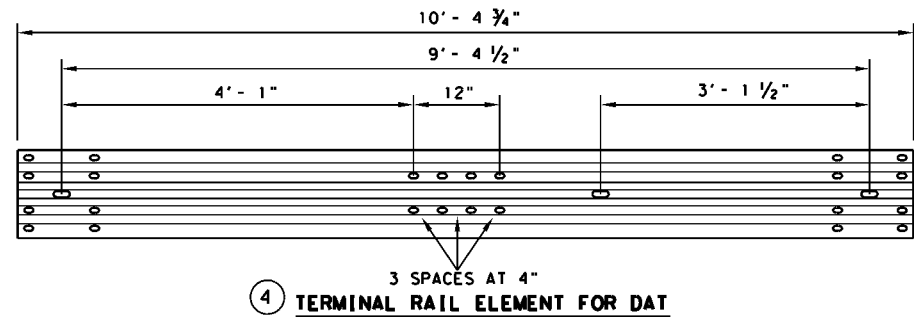 10'- 4 ¾"
9'- 4 ½"
4'- 1"
12"
3'- 1 ½"
3 SPACES AT 4"
4 TERMINAL RAIL ELEMENT FOR DAT